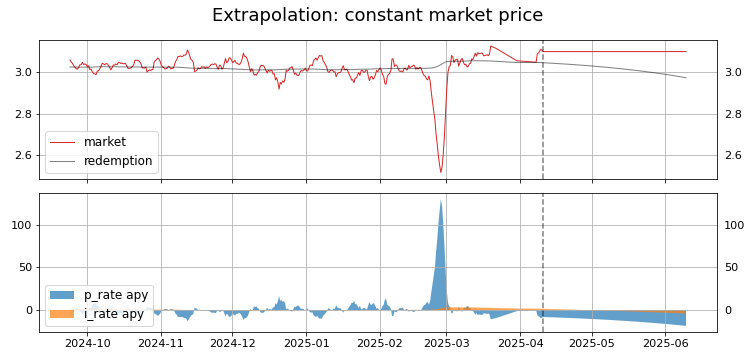 Extrapolation: constant market price
3.0
3.0
2.8
2.8
2.6
2.6
market
redemption
100
100
50
50
0
0
p_rate apy
i_rate apy
2024-10 2024-11 2024-12 2025-01 2025-02 2025-03 2025-04 2025-05 2025-06